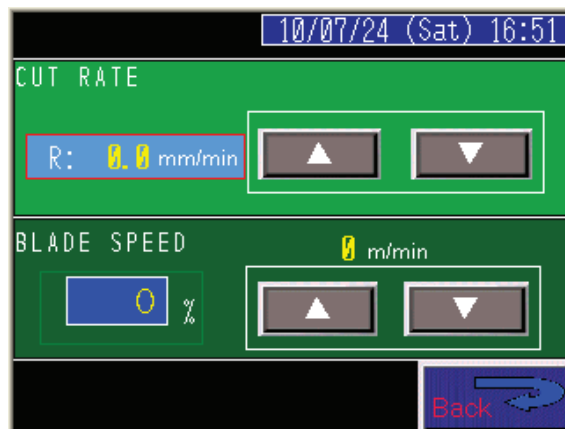 10/07/24 (Sat) 16:51
CUT RATE
R: 0.0 mm/min
BLADE SPEED
0 m/min
0 %
Back